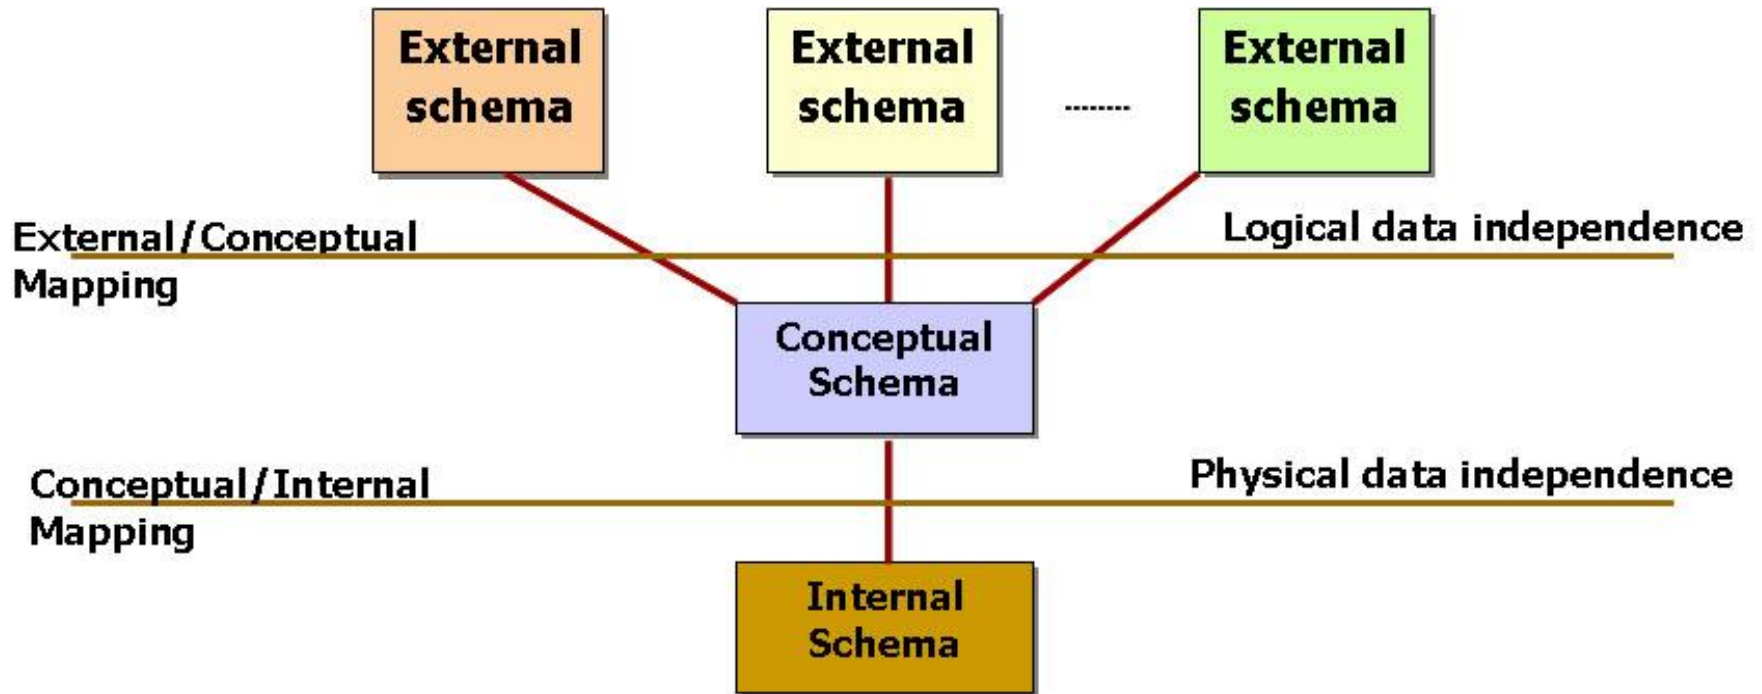 External
schema
External
schema
........
External
schema
External/Conceptual
Mapping
Logical data independence
Conceptual
Schema
Conceptual/Internal
Mapping
Physical data independence
Internal
Schema